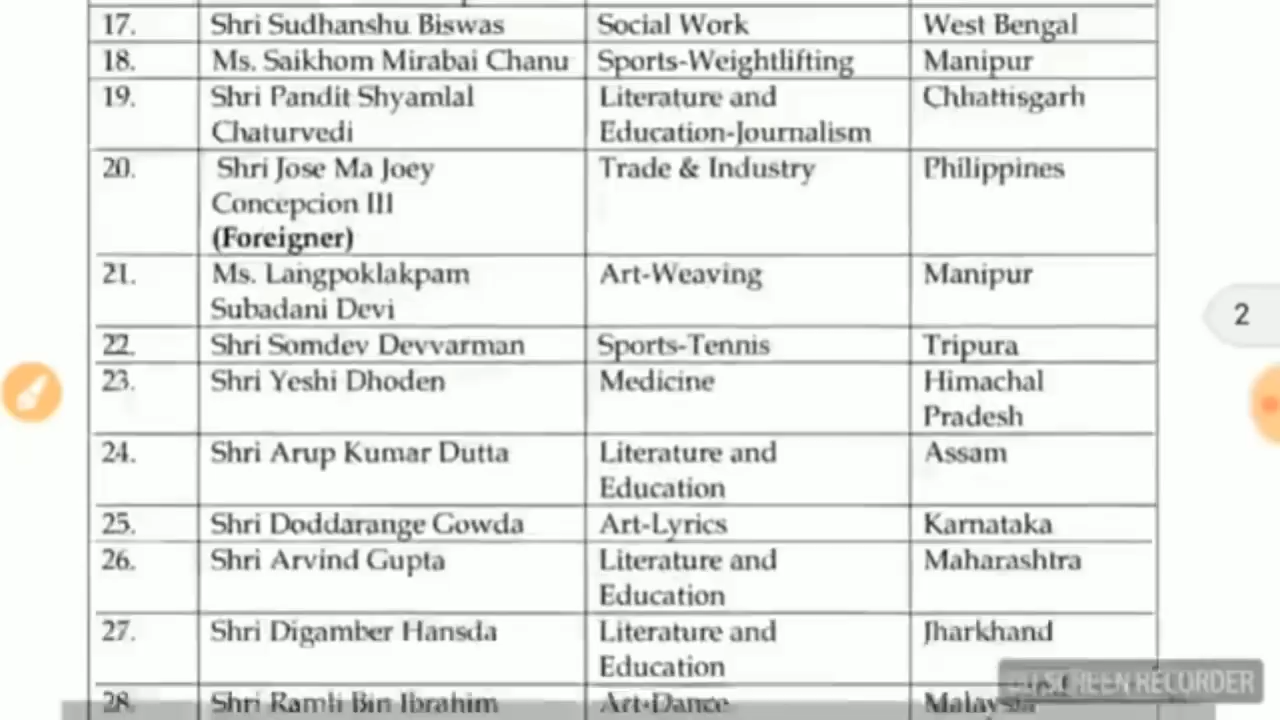 17. Shri Sudhanshu Biswas Social Work West Bengal
18. Ms. Saikhom Mirabai Chanu Sports-Weightlifting Manipur
19. Shri Pandit Shyamlal Literature and Chhattisgarh
Chaturvedi Education-Journalism
20. Shri Jose Ma Joey Trade & Industry Philippines
Concepcion III
(Foreigner)
21. Ms. Langpoklakpam Art-Weaving Manipur
Subadani Devi
2
22. Shri Somdev Devvarman Sports-Tennis Tripura
23. Shri Yeshi Dhoden Medicine Himachal
Pradesh
24. Shri Arup Kumar Dutta Literature and Assam
Education
25. Shri Doddarange Gowda Art-Lyrics Karnataka
26. Shri Arvind Gupta Literature and Maharashtra
Education
27. Shri Digamber Hansda Literature and Jharkhand
Education
SCREEN RECORDER
28. Shri Ramli Bin Ibrahim Art-Dance Malaysia